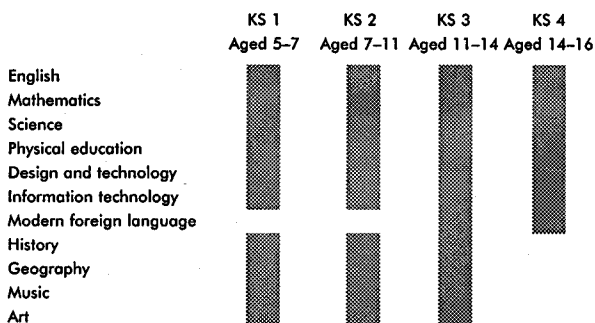 KS 1 KS 2 KS 3 KS 4
Aged 5–7 Aged 7–11 Aged 11–14 Aged 14–16
English
Mathematics
Science
Physical education
Design and technology
Information technology
Modern foreign language
History
Geography
Music
Art